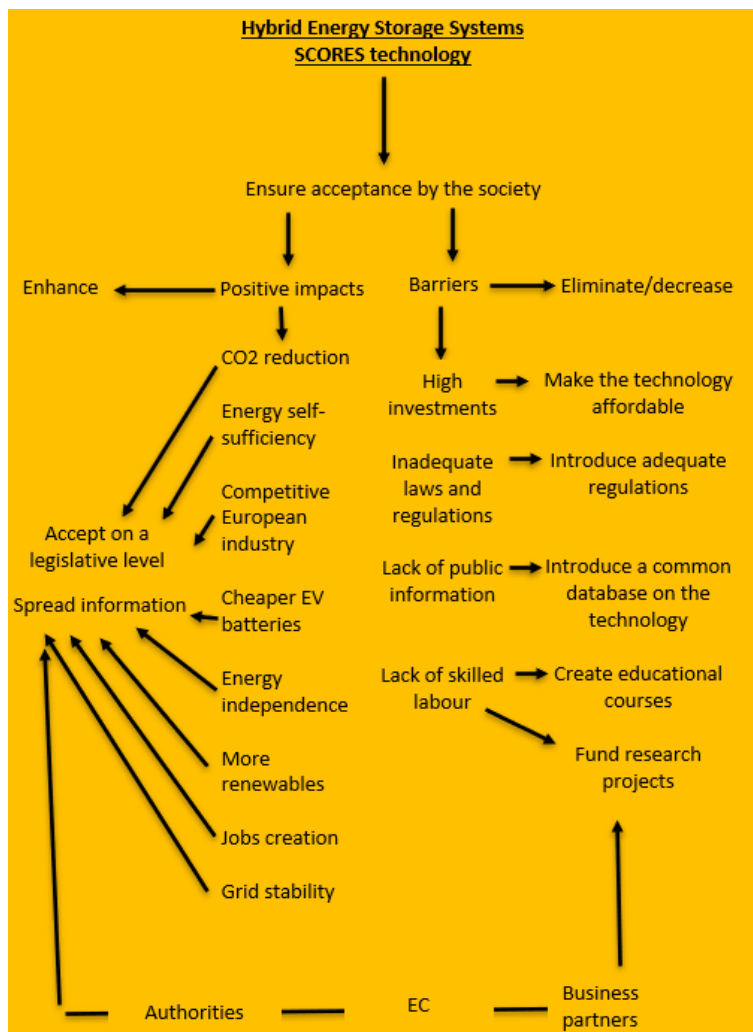 Hybrid Energy Storage Systems
SCORES technology
Ensure acceptance by the society
Enhance
Positive impacts
Barriers
Eliminate/decrease
CO2 reduction
High
investments
Make the technology
affordable
Energy self-
sufficiency
Inadequate
laws and
regulations
Introduce adequate
regulations
Competitive
European
industry
Accept on a
legislative level
Lack of public
information
Introduce a common
database on the
technology
Spread information
Cheaper EV
batteries
Energy
independence
Lack of skilled
labour
Create educational
courses
More
renewables
Fund research
projects
Jobs creation
Grid stability
Authorities
EC
Business
partners